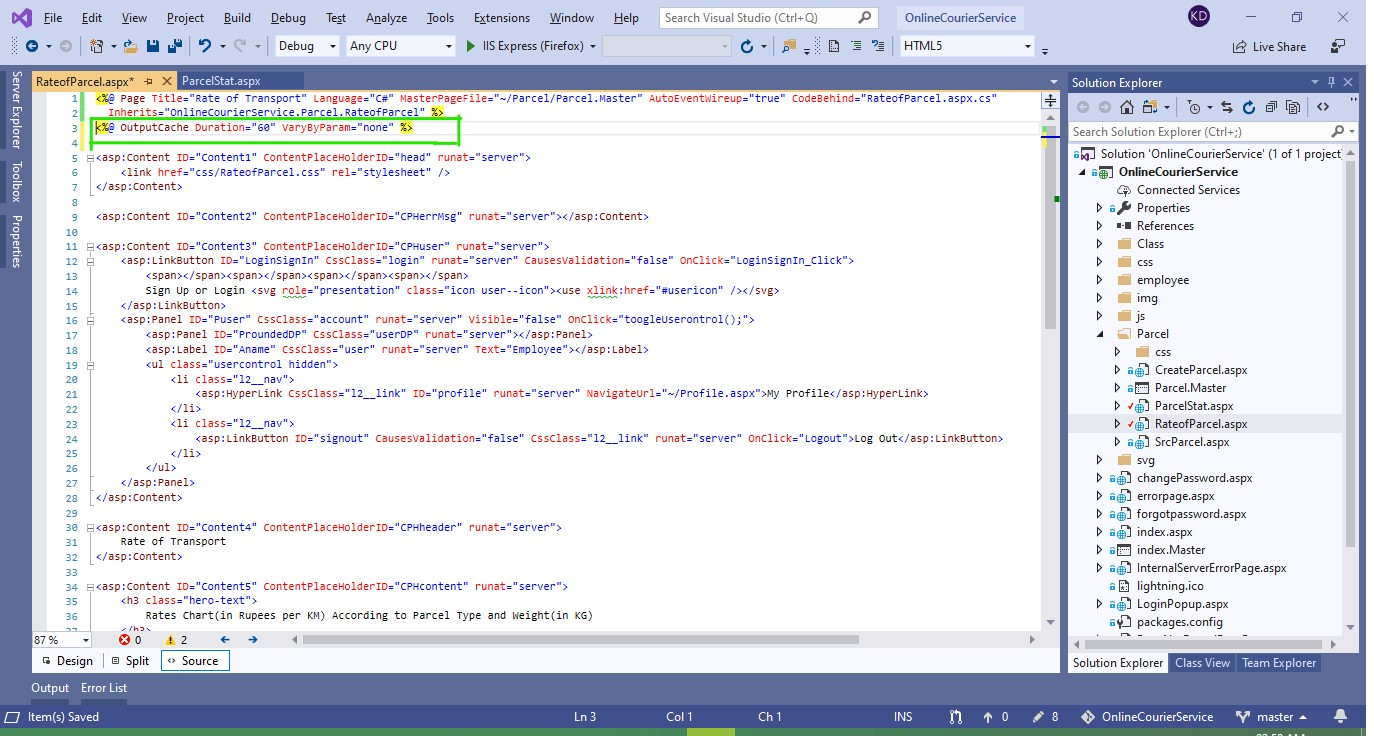 File Edit View Project Build Debug Test Analyze Tools Extensions Window Help Search Visual Studio (Ctrl+Q) OnlineCourierService KD
Debug Any CPU IIS Express (Firefox) HTML5 Live Share
Server Explorer
Toolbox
Properties
RateofParcel.aspx* ParcelStat.aspx
1 <%@ Page Title="Rate of Transport" Language="C#" MasterPageFile="~/Parcel/Parcel.Master" AutoEventWireup="true" CodeBehind="RateofParcel.aspx.cs"
2 Inherits="OnlineCourierService.Parcel.RateofParcel" %>
3 <%@ OutputCache Duration="60" VaryByParam="none" %>
4
5 <asp:Content ID="Content1" ContentPlaceHolderID="head" runat="server">
6 <link href="css/RateofParcel.css" rel="stylesheet" />
7 </asp:Content>
8
9 <asp:Content ID="Content2" ContentPlaceHolderID="CPHerrMsg" runat="server"></asp:Content>
10
11 <asp:Content ID="Content3" ContentPlaceHolderID="CPHuser" runat="server">
12 <asp:LinkButton ID="LoginSignIn" CssClass="login" runat="server" CausesValidation="false" OnClick="LoginSignIn_Click">
13 <span></span><span></span><span></span><span></span>
14 Sign Up or Login <svg role="presentation" class="icon user--icon"><use xlink:href="#usericon" /></svg>
15 </asp:LinkButton>
16 <asp:Panel ID="Puser" CssClass="account" runat="server" Visible="false" OnClick="toogleUserontrol();">
17 <asp:Panel ID="ProundedDP" CssClass="userDP" runat="server"></asp:Panel>
18 <asp:Label ID="Aname" CssClass="user" runat="server" Text="Employee"></asp:Label>
19 <ul class="usercontrol hidden">
20 <li class="l2__nav">
21 <asp:HyperLink CssClass="l2__link" ID="profile" runat="server" NavigateUrl="~/Profile.aspx">My Profile</asp:HyperLink>
22 </li>
23 <li class="l2__nav">
24 <asp:LinkButton ID="signout" CausesValidation="false" CssClass="l2__link" runat="server" OnClick="Logout">Log Out</asp:LinkButton>
25 </li>
26 </ul>
27 </asp:Panel>
28 </asp:Content>
29
30 <asp:Content ID="Content4" ContentPlaceHolderID="CPHheader" runat="server">
31 Rate of Transport
32 </asp:Content>
33
34 <asp:Content ID="Content5" ContentPlaceHolderID="CPHcontent" runat="server">
35 <h3 class="hero-text">
36 Rates Chart(in Rupees per KM) According to Parcel Type and Weight(in KG)
37 </h3>
87 % 0 2
Design Split Source
Solution Explorer
Search Solution Explorer (Ctrl+;)
Solution 'OnlineCourierService' (1 of 1 project
OnlineCourierService
Connected Services
Properties
References
Class
css
employee
img
js
Parcel
css
CreateParcel.aspx
Parcel.Master
ParcelStat.aspx
RateofParcel.aspx
SrcParcel.aspx
svg
changePassword.aspx
errorpage.aspx
forgotpassword.aspx
index.aspx
index.Master
InternalServerErrorPage.aspx
lightning.ico
LoginPopup.aspx
packages.config
Solution Explorer Class View Team Explorer
Output Error List
Item(s) Saved Ln 3 Col 1 Ch 1 INS 0 8 OnlineCourierService master